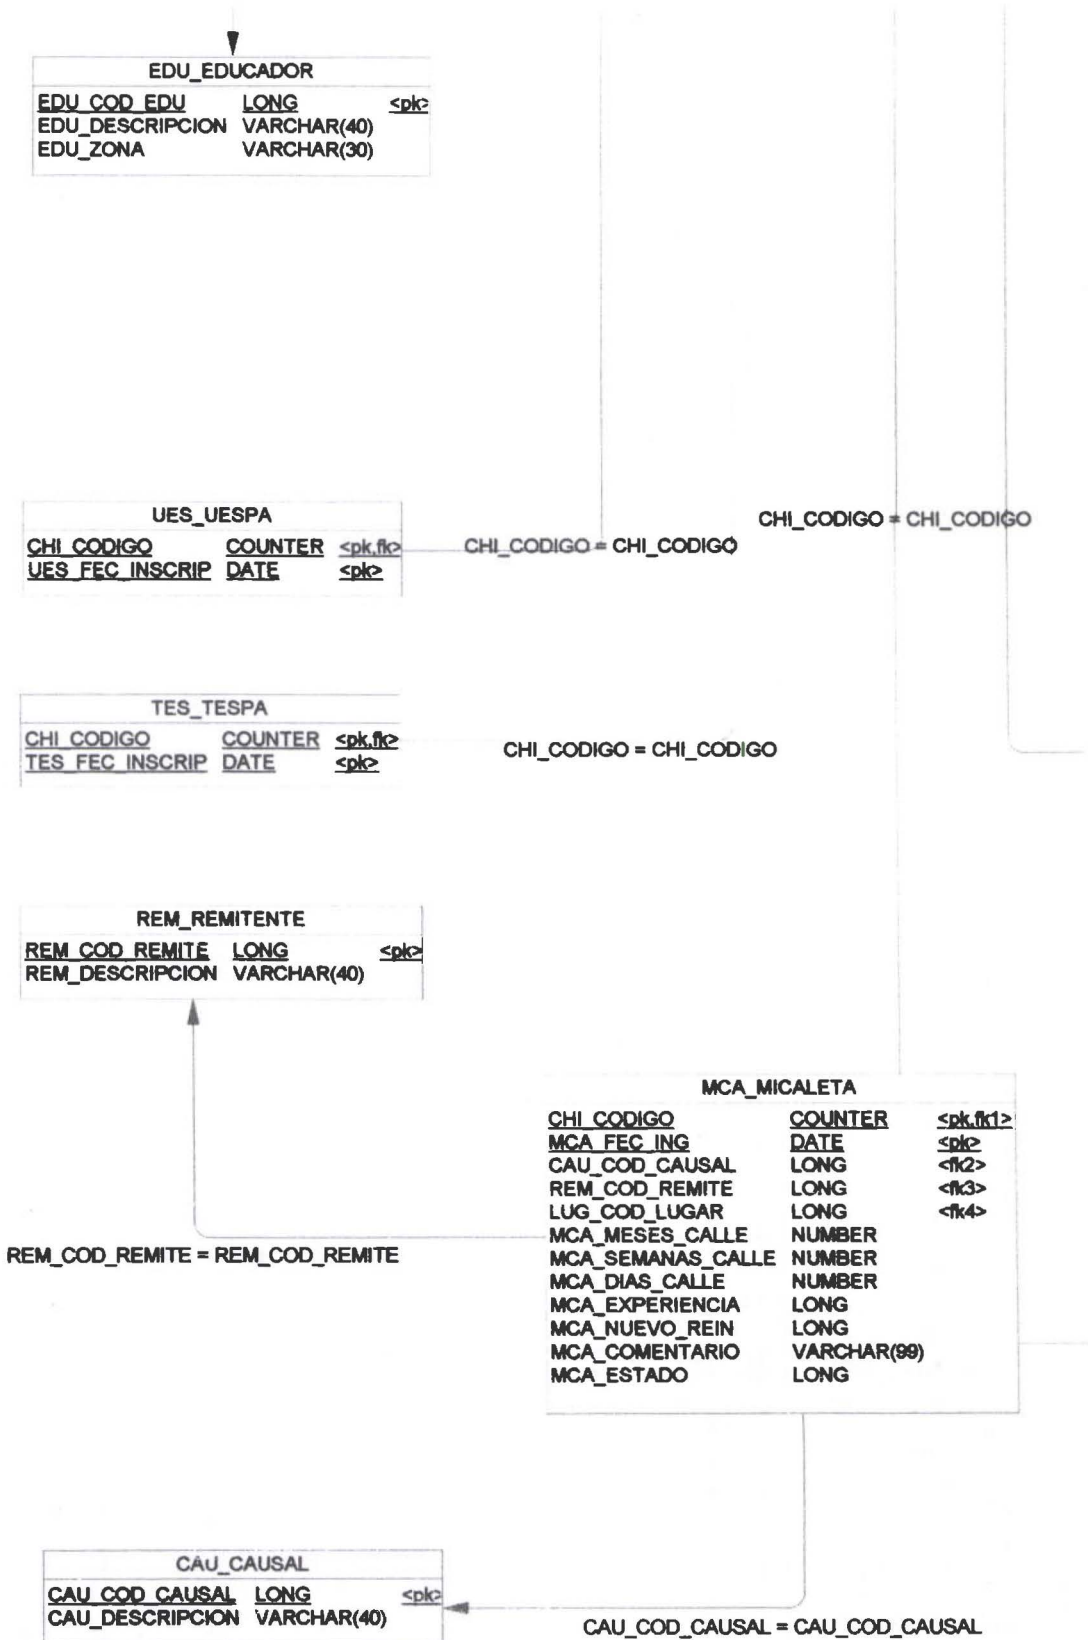 EDU_EDUCADOR
EDU_COD_EDU LONG <pk>
EDU_DESCRIPCION VARCHAR(40)
EDU_ZONA VARCHAR(30)
UES_UESPA
CHI_CODIGO COUNTER <pk,fk>
UES_FEC_INSCRIP DATE <pk>
CHI_CODIGO = CHI_CODIGO
CHI_CODIGO = CHI_CODIGO
TES_TESPA
CHI_CODIGO COUNTER <pk,fk>
TES_FEC_INSCRIP DATE <pk>
CHI_CODIGO = CHI_CODIGO
REM_REMITENTE
REM_COD_REMITE LONG <pk>
REM_DESCRIPCION VARCHAR(40)
REM_COD_REMITE = REM_COD_REMITE
MCA_MICALETA
CHI_CODIGO COUNTER <pk,fk1>
MCA_FEC_ING DATE <pk>
CAU_COD_CAUSAL LONG <fk2>
REM_COD_REMITE LONG <fk3>
LUG_COD_LUGAR LONG <fk4>
MCA_MESES_CALLE NUMBER
MCA_SEMANAS_CALLE NUMBER
MCA_DIAS_CALLE NUMBER
MCA_EXPERIENCIA LONG
MCA_NUEVO_REIN LONG
MCA_COMENTARIO VARCHAR(99)
MCA_ESTADO LONG
CAU_CAUSAL
CAU_COD_CAUSAL LONG <pk>
CAU_DESCRIPCION VARCHAR(40)
CAU_COD_CAUSAL = CAU_COD_CAUSAL